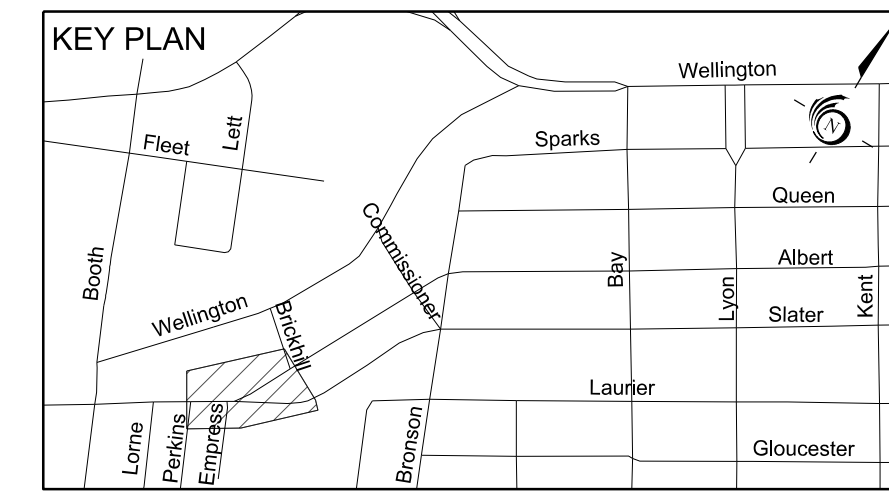 KEY PLAN
Wellington
N
Sparks
Fleet
Lett
Queen
Commissioner
Albert
Booth
Bay
Lyon
Kent
Wellington
Brickhill
Slater
Laurier
Lorne
Perkins
Empress
Bronson
Gloucester